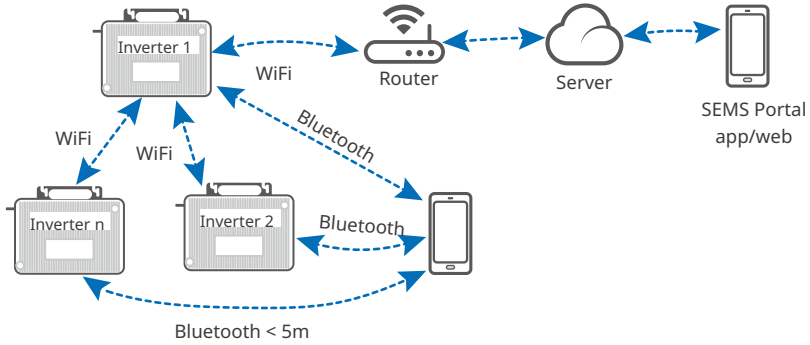 Inverter 1
WiFi
Router
Server
SEMS Portal
app/web
WiFi
WiFi
Bluetooth
Inverter n
Inverter 2
Bluetooth
Bluetooth < 5m